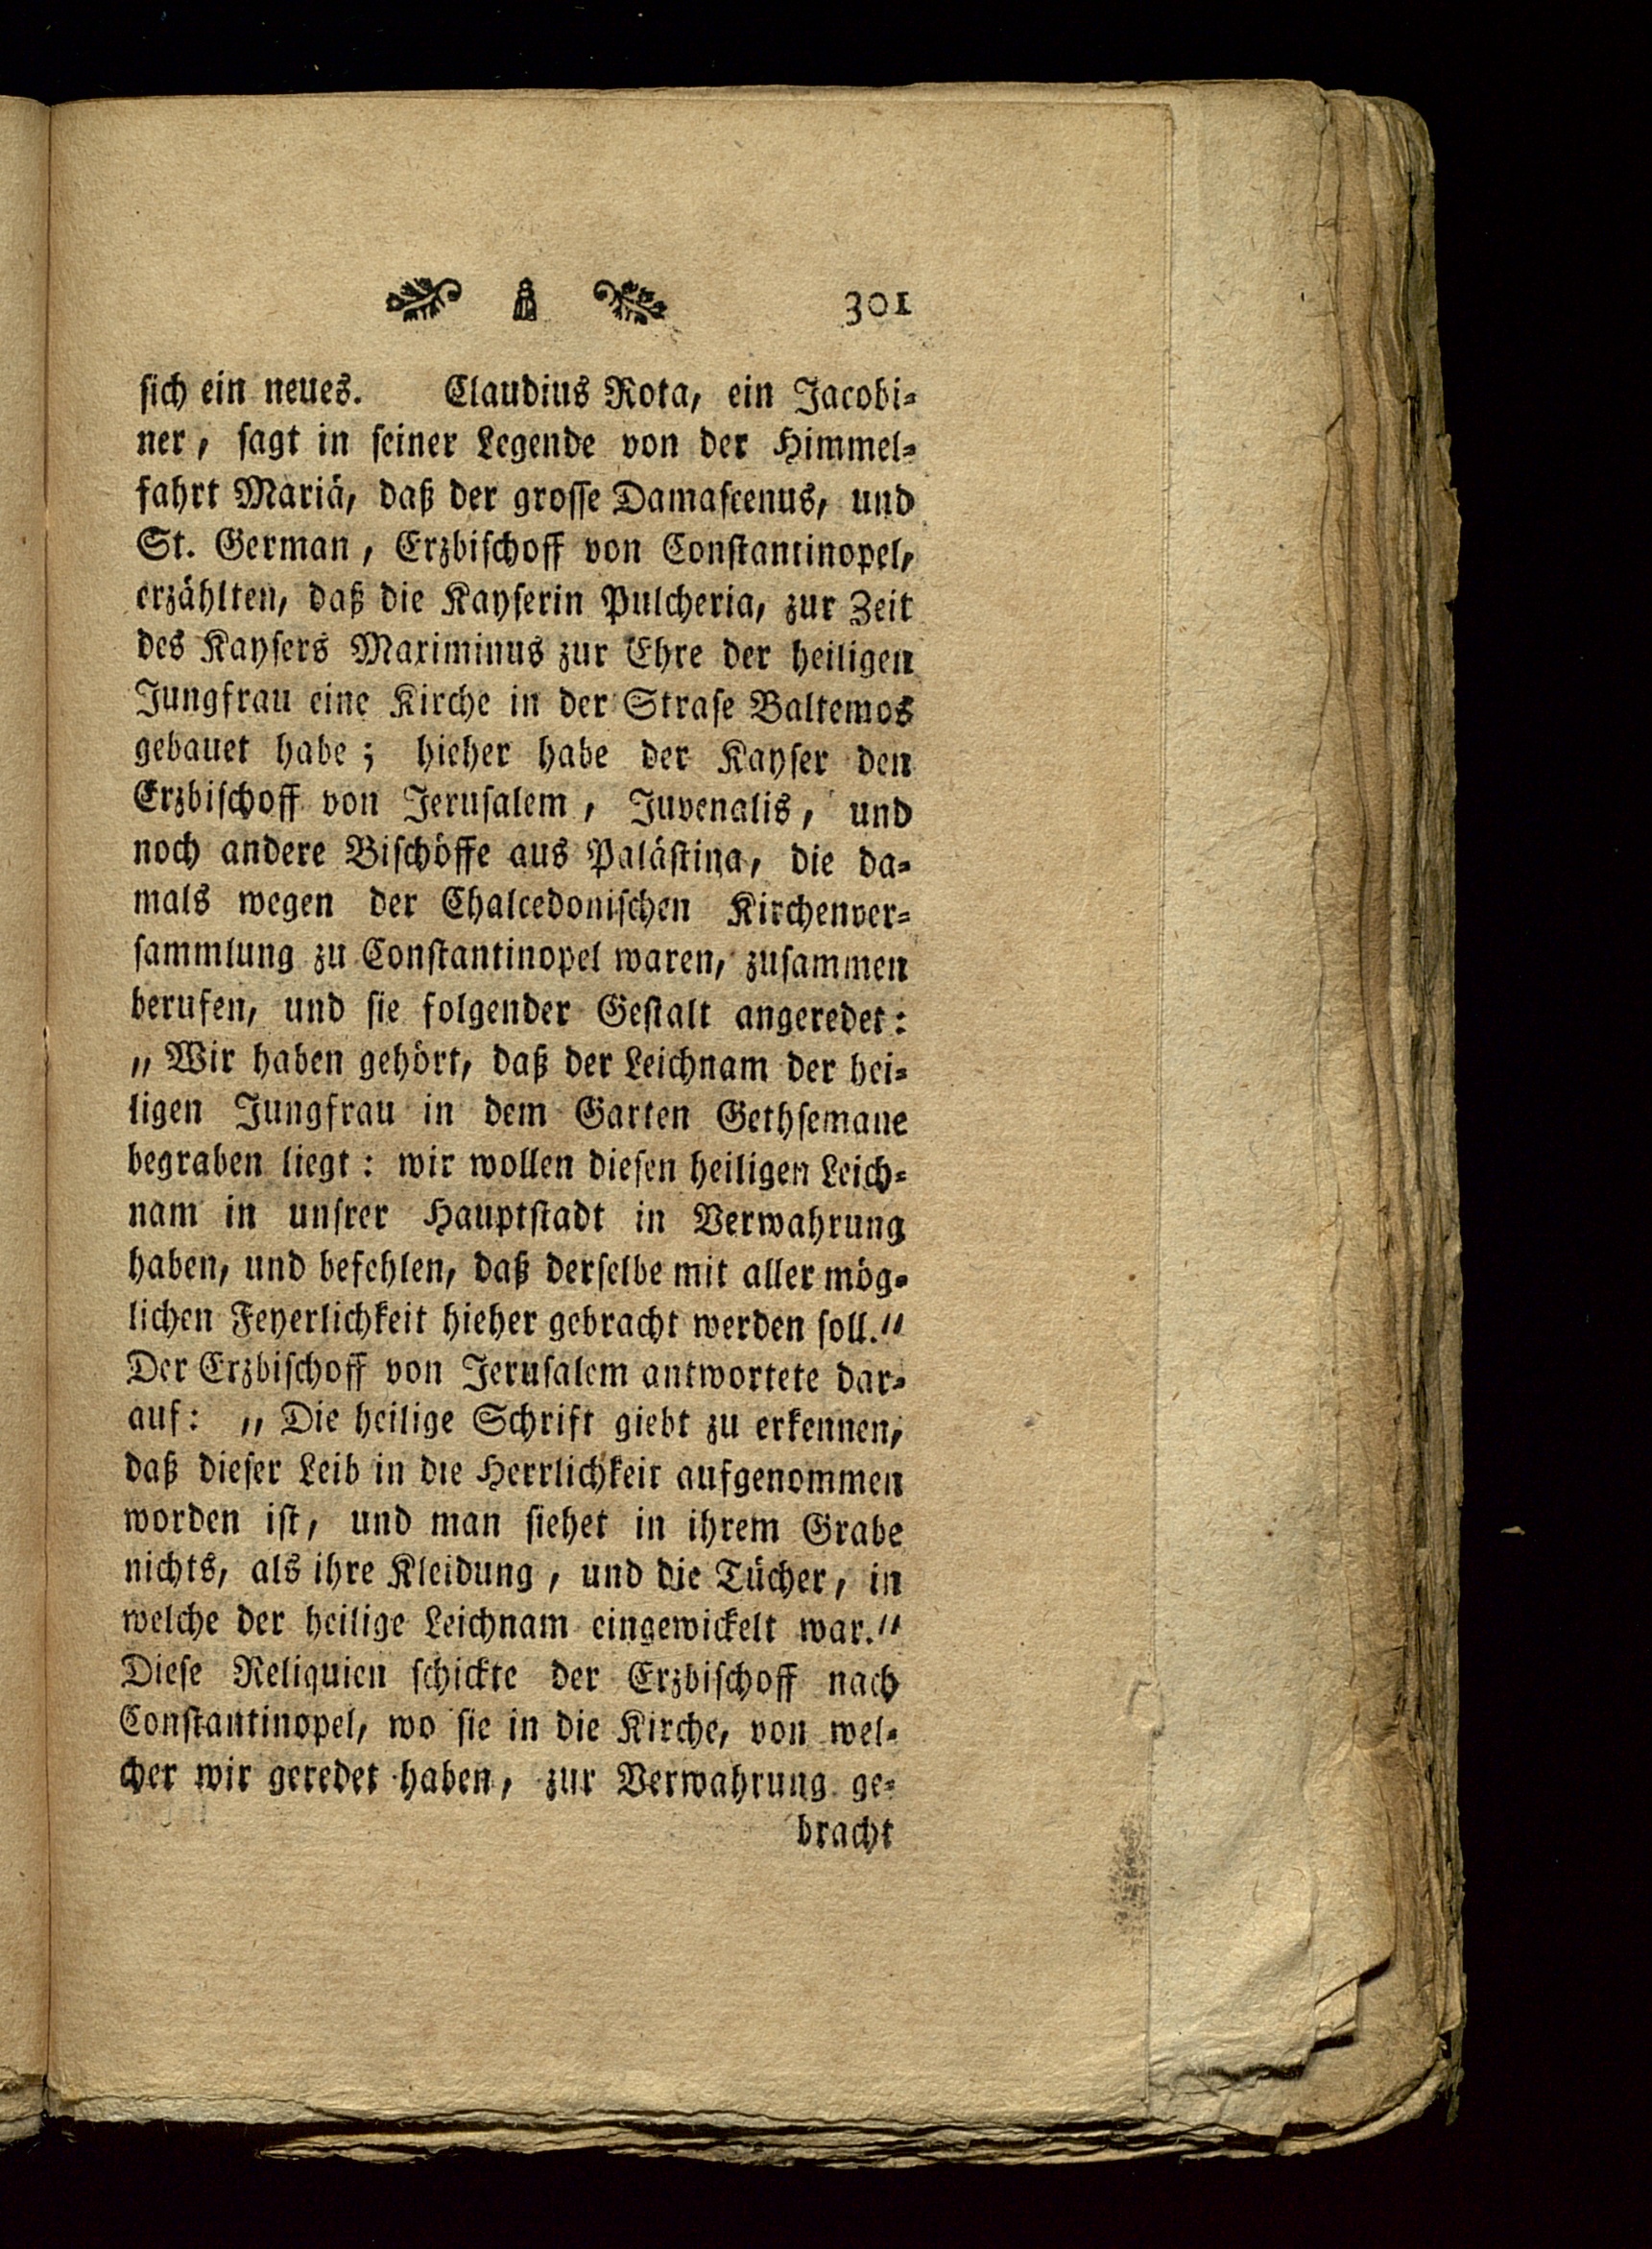 301
sich ein neues. Claudius Rota, ein Jacobi-
ner, sagt in seiner Legende von der Himmel-
fahrt Mariä, daß der grosse Damascenus, und
St. German, Erzbischoff von Constantinopel,
erzählten, daß die Kayserin Pulcheria, zur Zeit
des Kaysers Maximinus zur Ehre der heiligen
Jungfrau eine Kirche in der Strase Baltemos
gebauet habe; hieher habe der Kayser den
Erzbischoff von Jerusalem, Juvenalis, und
noch andere Bischöffe aus Palästina, die da-
mals wegen der Chalcedonischen Kirchenver-
sammlung zu Constantinopel waren, zusammen
berufen, und sie folgender Gestalt angeredet:
„Wir haben gehört, daß der Leichnam der hei-
ligen Jungfrau in dem Garten Gethsemane
begraben liegt: wir wollen diesen heiligen Leich-
nam in unsrer Hauptstadt in Verwahrung
haben, und befehlen, daß derselbe mit aller mög-
lichen Feyerlichkeit hieher gebracht werden soll."
Der Erzbischoff von Jerusalem antwortete dar-
auf: „Die heilige Schrift giebt zu erkennen,
daß dieser Leib in die Herrlichkeit aufgenommen
worden ist, und man siehet in ihrem Grabe
nichts, als ihre Kleidung, und die Tücher, in
welche der heilige Leichnam eingewickelt war."
Diese Reliquien schickte der Erzbischoff nach
Constantinopel, wo sie in die Kirche, von wel-
cher wir geredet haben, zur Verwahrung ge-
bracht